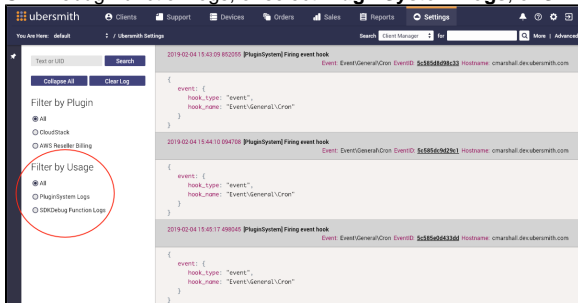 ubersmith Clients Support Devices Orders Sales Reports Settings
You Are Here: default / Ubersmith Settings Search Client Manager for More | Advanced
Text or UID Search
Collapse All Clear Log
Filter by Plugin
All
CloudStack
AWS Reseller Billing
Filter by Usage
All
PluginSystem Logs
SDKDebug Function Logs
2019-02-04 15:43:09 852055 [PluginSystem] Firing event hook
Event: Event\General\Cron EventID: 5c585d8d98c33 Hostname: cmarshall.dev.ubersmith.com
{
event: {
hook_type: "event",
hook_name: "Event\General\Cron"
}
}
2019-02-04 15:44:10 094708 [PluginSystem] Firing event hook
Event: Event\General\Cron EventID: 5c585dc9d29c1 Hostname: cmarshall.dev.ubersmith.com
{
event: {
hook_type: "event",
hook_name: "Event\General\Cron"
}
}
2019-02-04 15:45:17 498045 [PluginSystem] Firing event hook
Event: Event\General\Cron EventID: 5c585e0d433dd Hostname: cmarshall.dev.ubersmith.com
{
event: {
hook_type: "event",
hook_name: "Event\General\Cron"
}
}